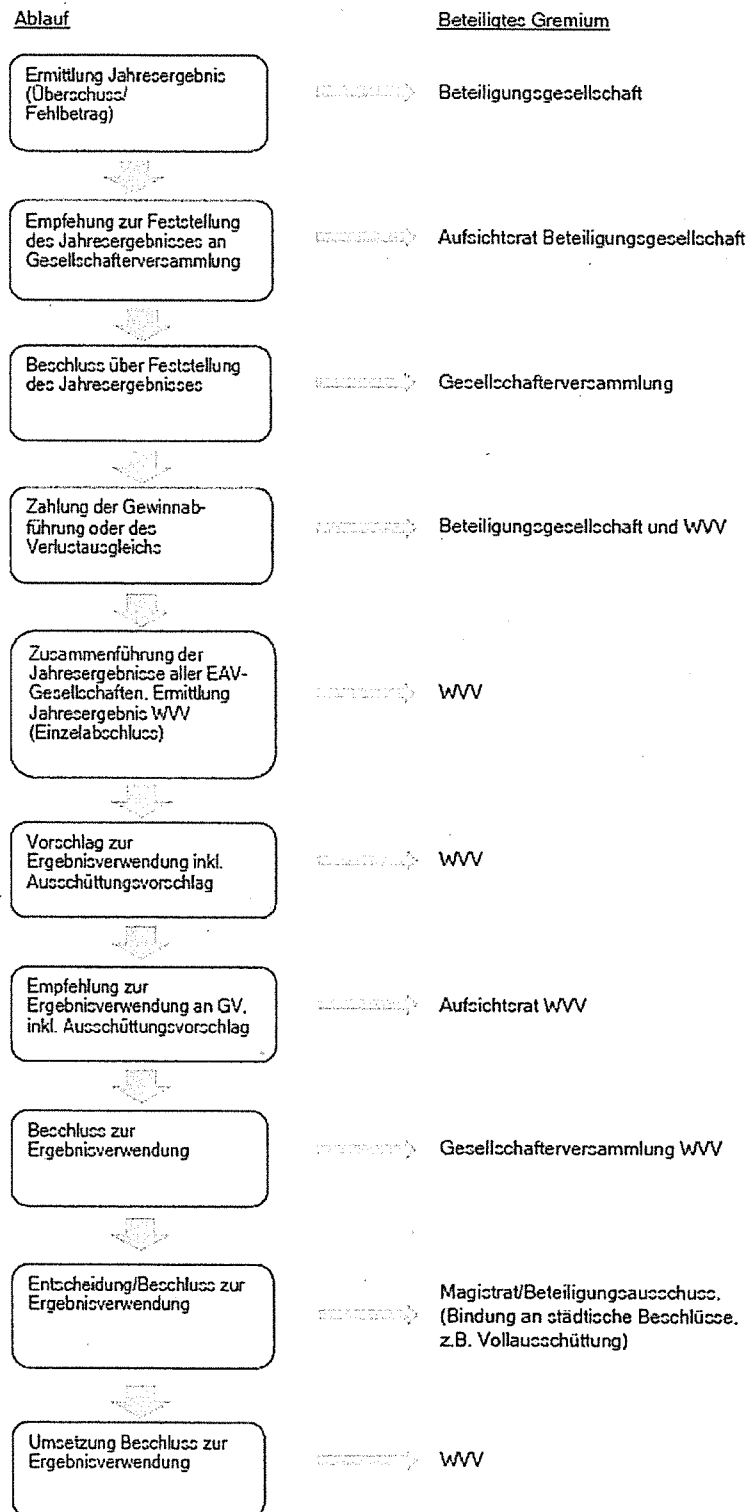 Ablauf
Beteiligtes Gremium
Ermittlung Jahresergebnis
(Überschuss/
Fehlbetrag)
Beteiligungsgesellschaft
Empfehung zur Feststellung
des Jahresergebnisses an
Gesellschafterversammlung
Aufsichtsrat Beteiligungsgesellschaft
Beschluss über Feststellung
des Jahresergebnisses
Gesellschafterversammlung
Zahlung der Gewinnab-
führung oder des
Verlustausgleichs
Beteiligungsgesellschaft und WVV
Zusammenführung der
Jahresergebnisse aller EAV-
Gesellschaften. Ermittlung
Jahresergebnis WVV
(Einzelabschluss)
WVV
Vorschlag zur
Ergebnisverwendung inkl.
Ausschüttungsvorschlag
WVV
Empfehlung zur
Ergebnisverwendung an GV,
inkl. Ausschüttungsvorschlag
Aufsichtsrat WVV
Beschluss zur
Ergebnisverwendung
Gesellschafterversammlung WVV
Entscheidung/Beschluss zur
Ergebnisverwendung
Magistrat/Beteiligungsausschuss.
(Bindung an städtische Beschlüsse,
z.B. Vollausschüttung)
Umsetzung Beschluss zur
Ergebnisverwendung
WVV